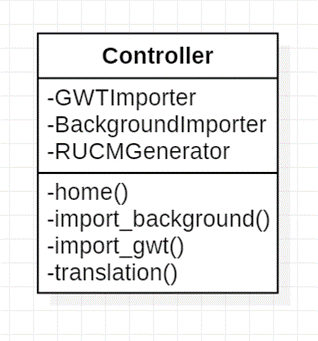 Controller
-GWTImporter
-BackgroundImporter
-RUCMGenerator
-home()
-import_background()
-import_gwt()
-translation()